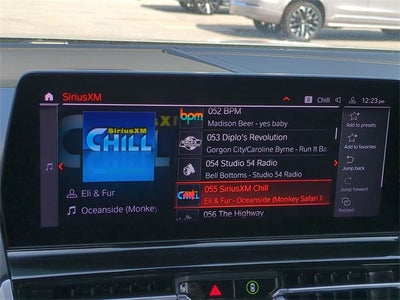 SiriusXM
Chill
12:23 pm
SiriusXM
CHILL
Eli & Fur
Oceanside (Monkey
bpm
052 BPM
Madison Beer - yes baby
053 Diplo's Revolution
Gorgon City/Caroline Byrne - Run It Ba
054 Studio 54 Radio
Bell Bottoms - Studio 54 Radio
CHILL
055 SiriusXM Chill
Eli & Fur - Oceanside (Monkey Safari R
056 The Highway
Add to presets
Add to favorites
Jump back
Jump forward
Related